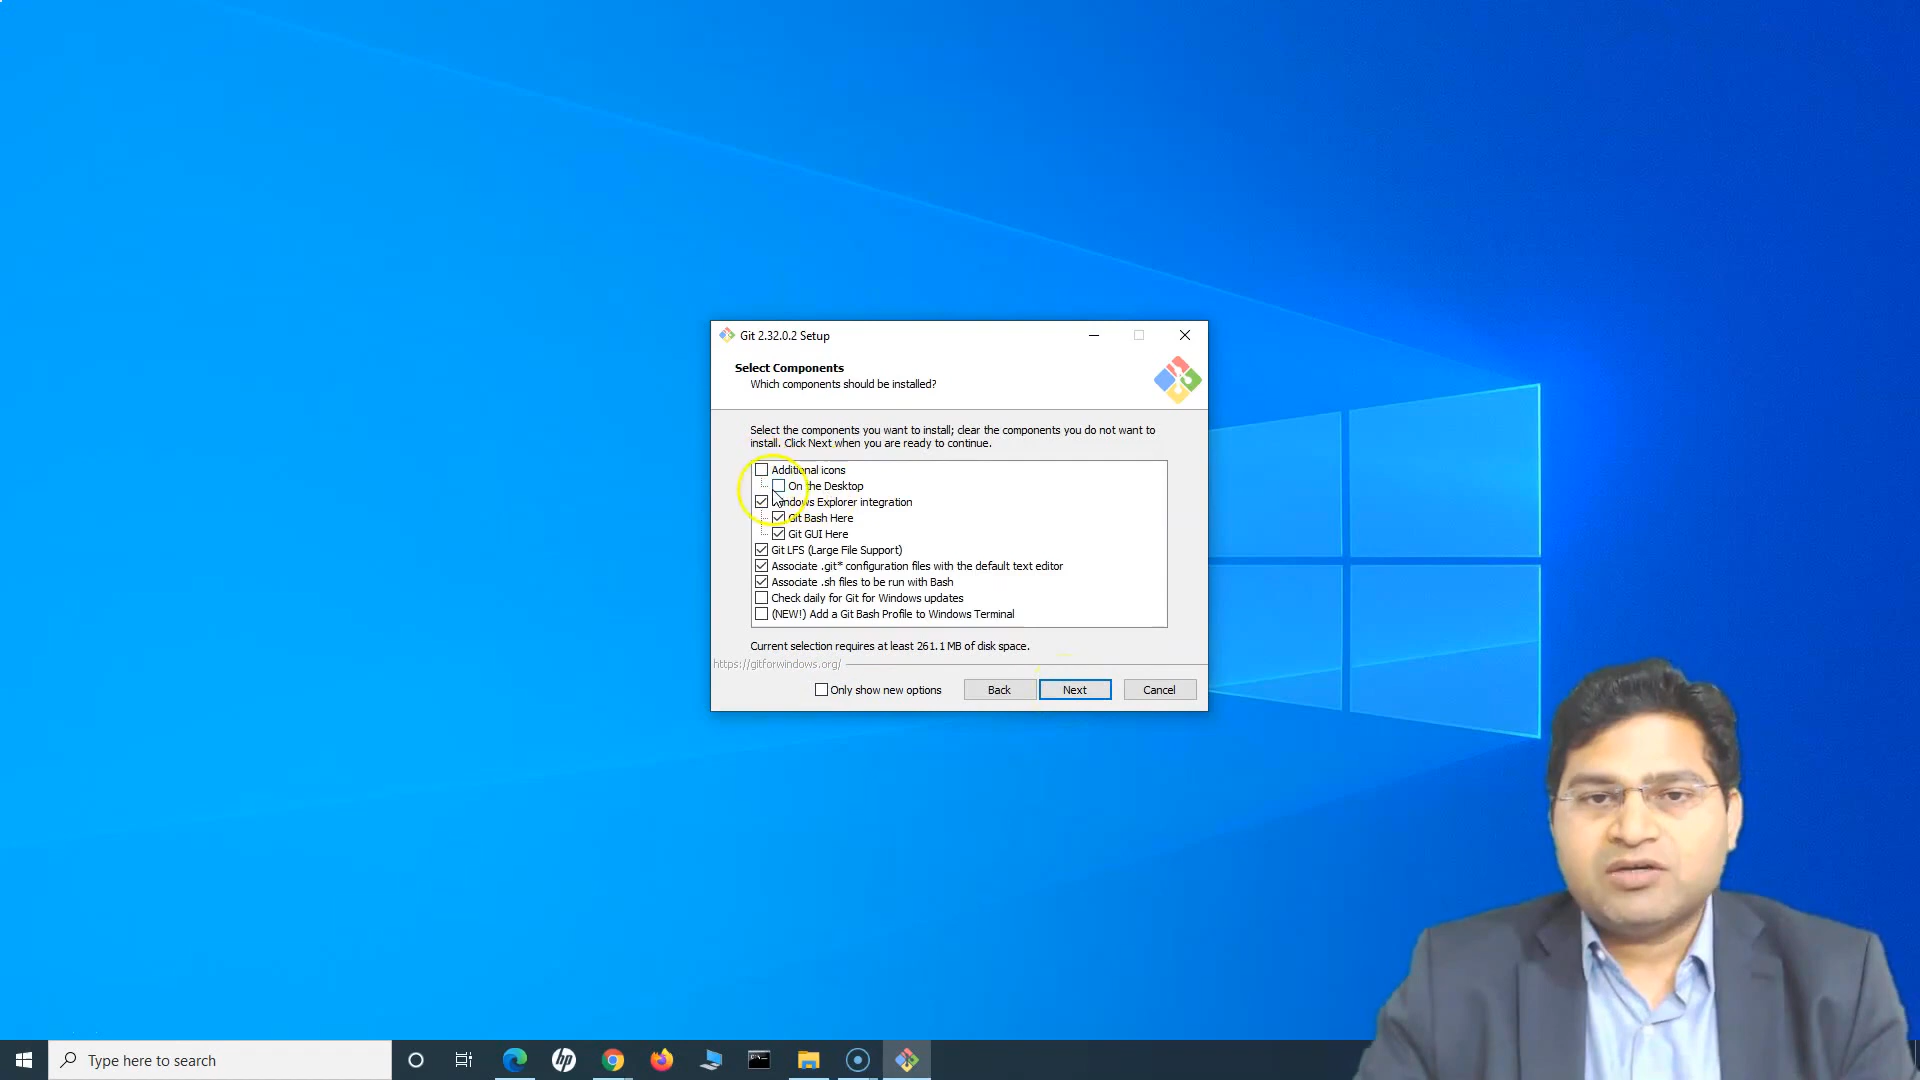 Git 2.32.0.2 Setup
Select Components
Which components should be installed?
Select the components you want to install; clear the components you do not want to
install. Click Next when you are ready to continue.
Additional icons
On the Desktop
Windows Explorer integration
Git Bash Here
Git GUI Here
Git LFS (Large File Support)
Associate .git* configuration files with the default text editor
Associate .sh files to be run with Bash
Check daily for Git for Windows updates
(NEW!) Add a Git Bash Profile to Windows Terminal
Current selection requires at least 261.1 MB of disk space.
https://gitforwindows.org/
Only show new options
Back
Next
Cancel
Type here to search
hp